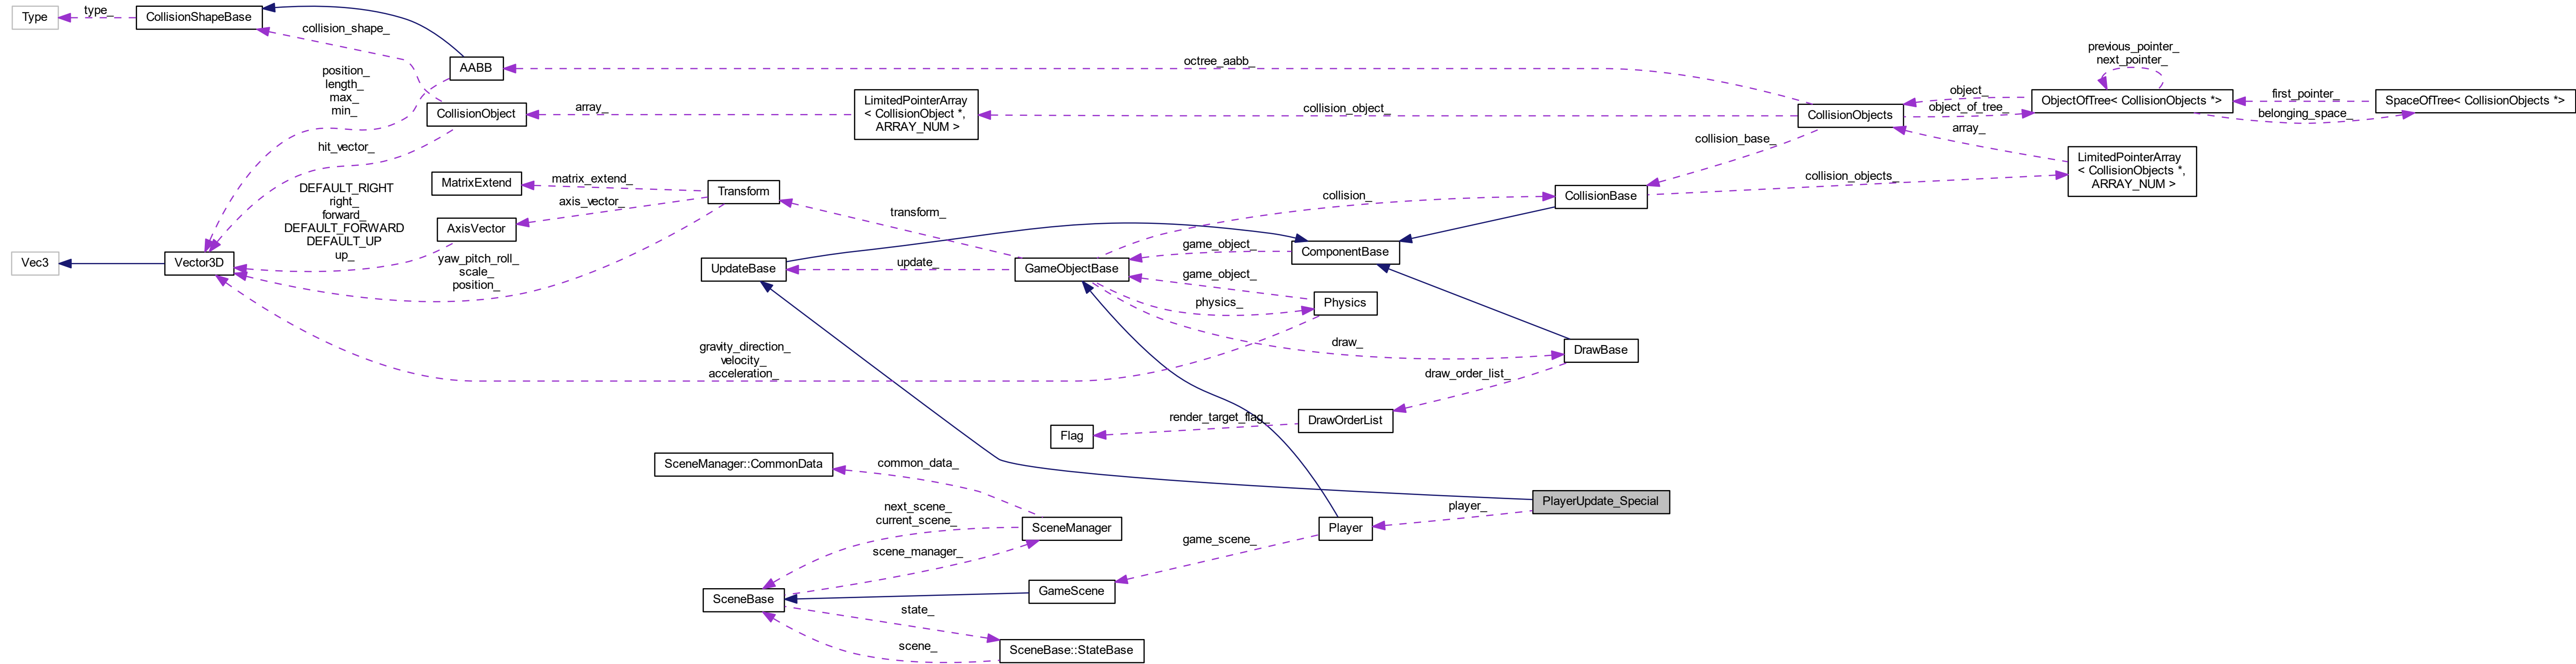 Type
type_
CollisionShapeBase
collision_shape_
AABB
octree_aabb_
position_
length_
max_
min_
CollisionObject
array_
LimitedPointerArray
< CollisionObject *,
ARRAY_NUM >
collision_object_
CollisionObjects
object_
object_of_tree_
previous_pointer_
next_pointer_
ObjectOfTree< CollisionObjects *>
first_pointer_
belonging_space_
SpaceOfTree< CollisionObjects *>
array_
LimitedPointerArray
< CollisionObjects *,
ARRAY_NUM >
collision_base_
collision_objects_
CollisionBase
collision_
hit_vector_
MatrixExtend
matrix_extend_
Transform
axis_vector_
transform_
DEFAULT_RIGHT
right_
forward_
DEFAULT_FORWARD
DEFAULT_UP
up_
AxisVector
Vec3
Vector3D
yaw_pitch_roll_
scale_
position_
UpdateBase
update_
GameObjectBase
game_object_
ComponentBase
game_object_
physics_
Physics
gravity_direction_
velocity_
acceleration_
draw_
DrawBase
draw_order_list_
DrawOrderList
render_target_flag_
Flag
SceneManager::CommonData
common_data_
PlayerUpdate_Special
player_
Player
game_scene_
next_scene_
current_scene_
SceneManager
scene_manager_
SceneBase
GameScene
state_
scene_
SceneBase::StateBase